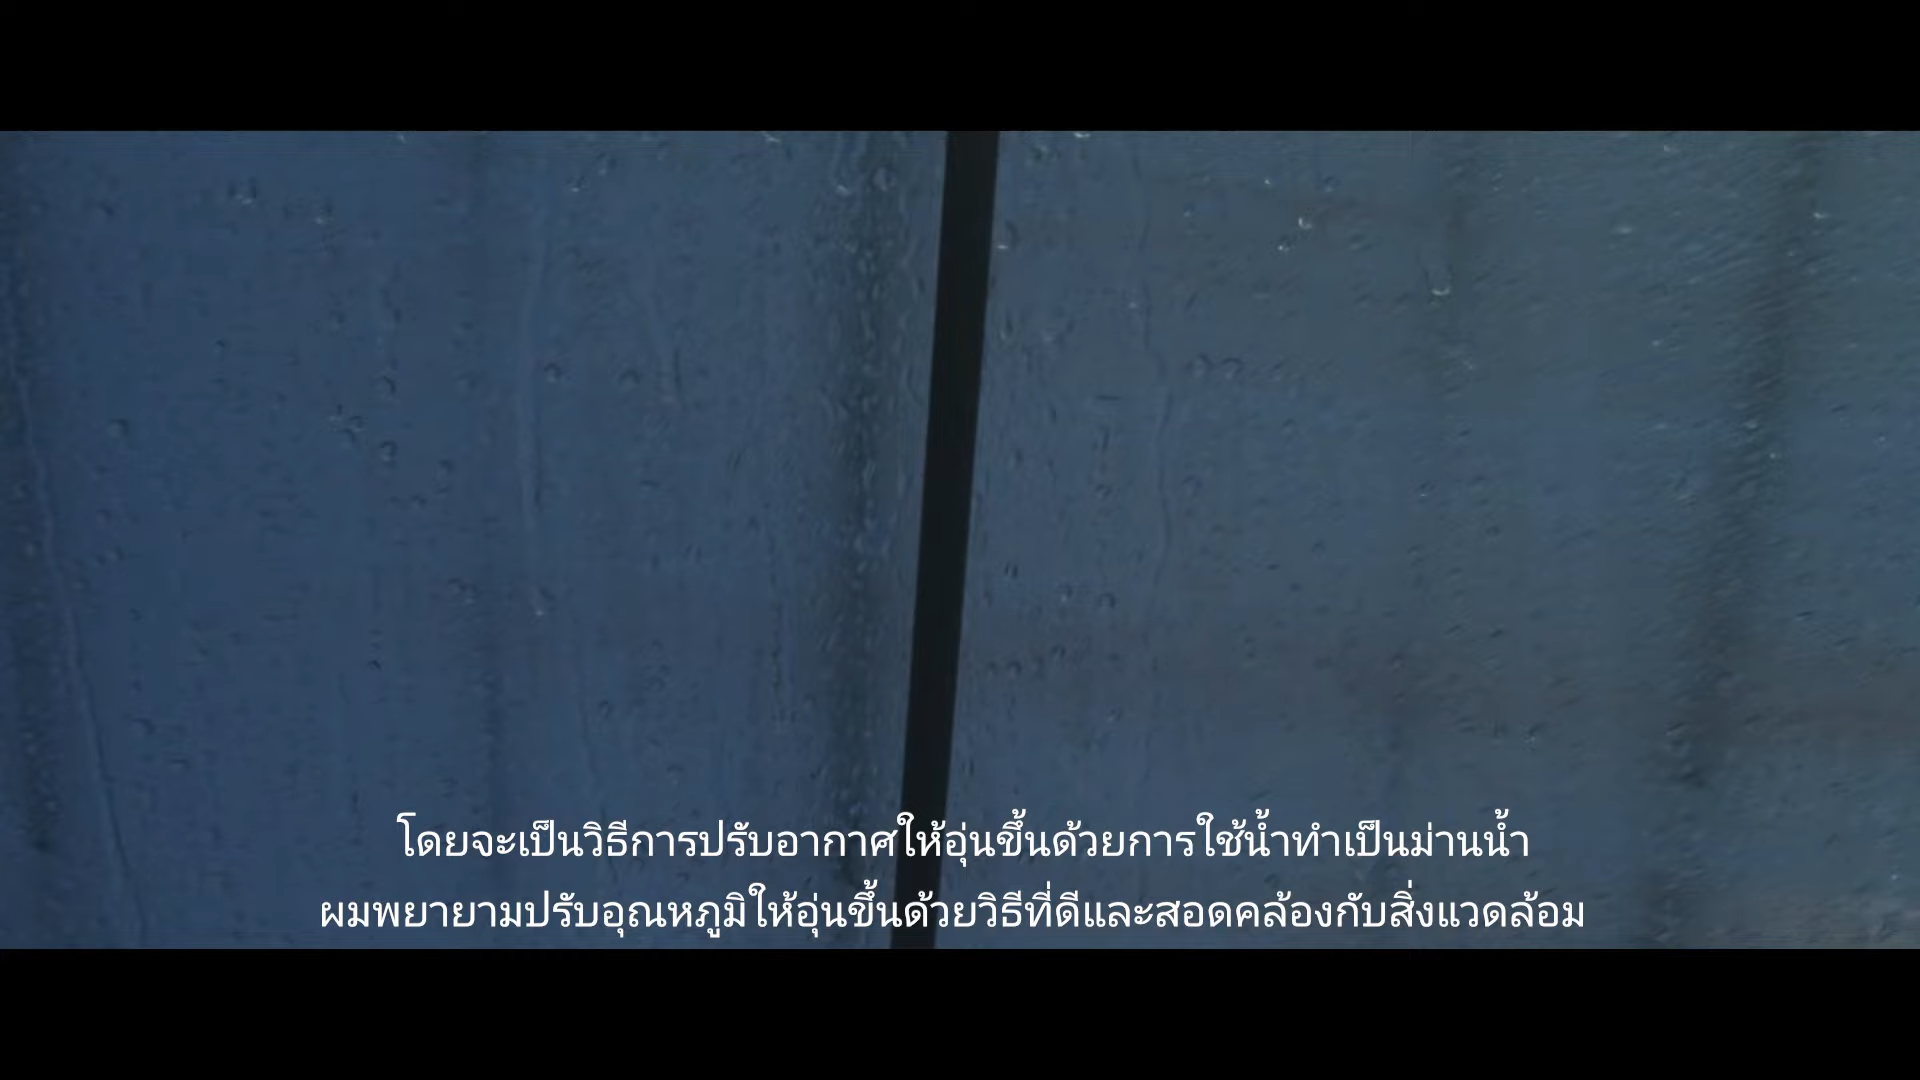 โดยจะเป็นวิธีการปรับอากาศให้อุ่นขึ้นด้วยการใช้น้ำทำเป็นม่านน้ำ
ผมพยายามปรับอุณหภูมิให้อุ่นขึ้นด้วยวิธีที่ดีและสอดคล้องกับสิ่งแวดล้อม